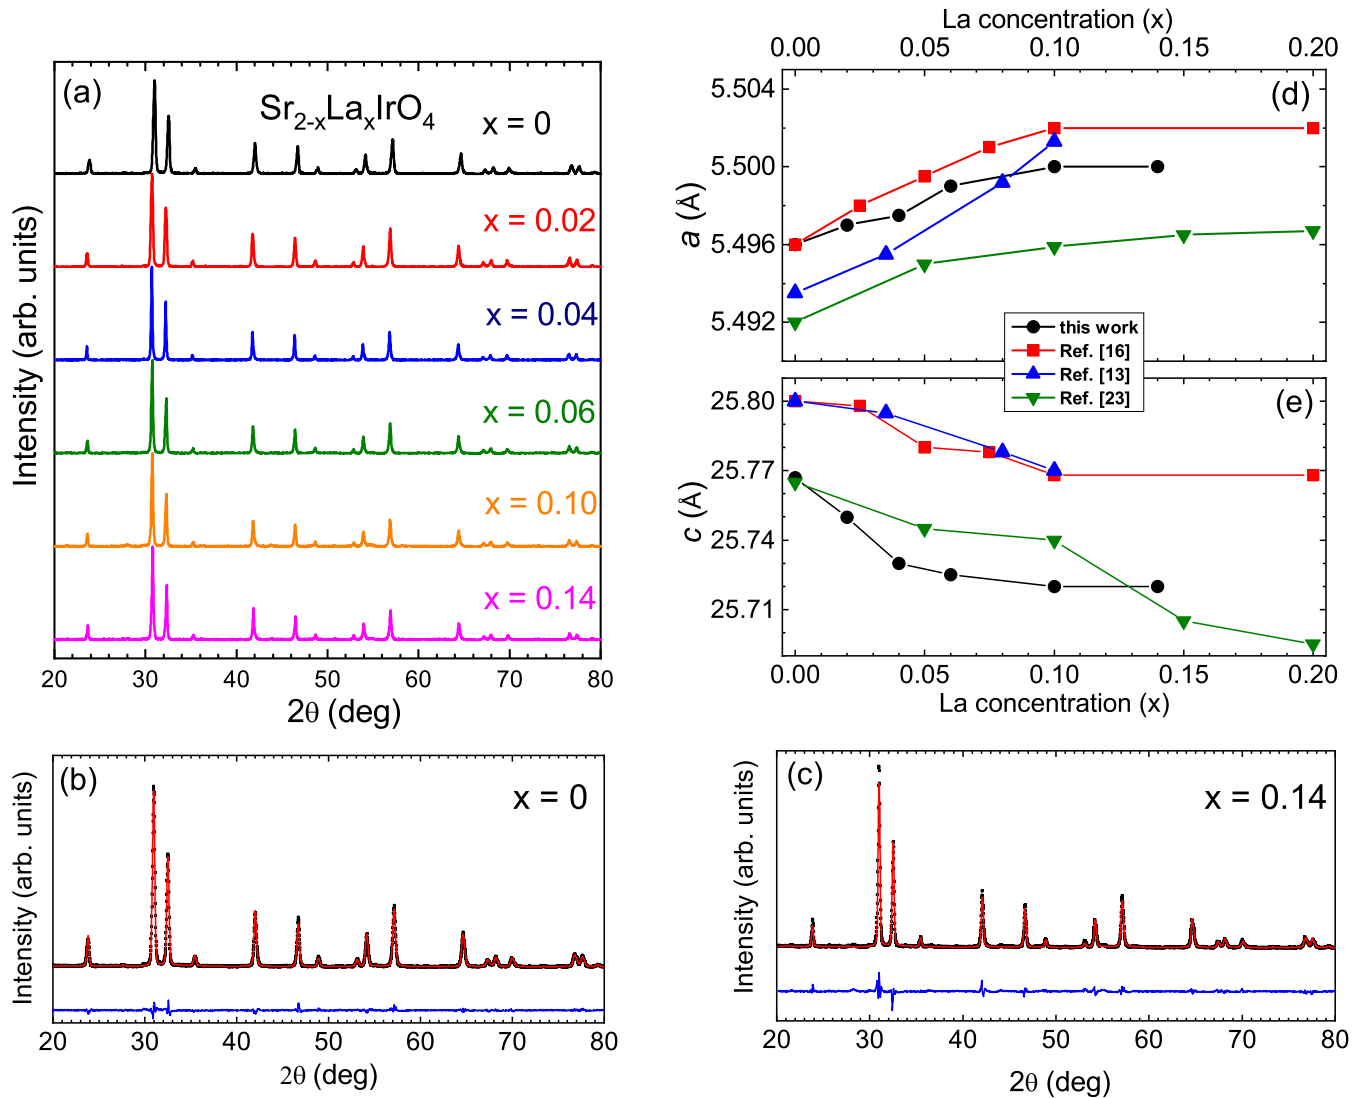 (a)
Sr2-xLaxIrO4
x = 0
x = 0.02
x = 0.04
x = 0.06
x = 0.10
x = 0.14
Intensity (arb. units)
20 30 40 50 60 70 80
2θ (deg)
La concentration (x)
0.00 0.05 0.10 0.15 0.20
(d)
5.504
5.500
5.496
5.492
a (Å)
this work
Ref. [16]
Ref. [13]
Ref. [23]
(e)
25.80
25.77
25.74
25.71
c (Å)
0.00 0.05 0.10 0.15 0.20
La concentration (x)
(b)
x = 0
Intensity (arb. units)
20 30 40 50 60 70 80
2θ (deg)
(c)
x = 0.14
Intensity (arb. units)
20 30 40 50 60 70 80
2θ (deg)